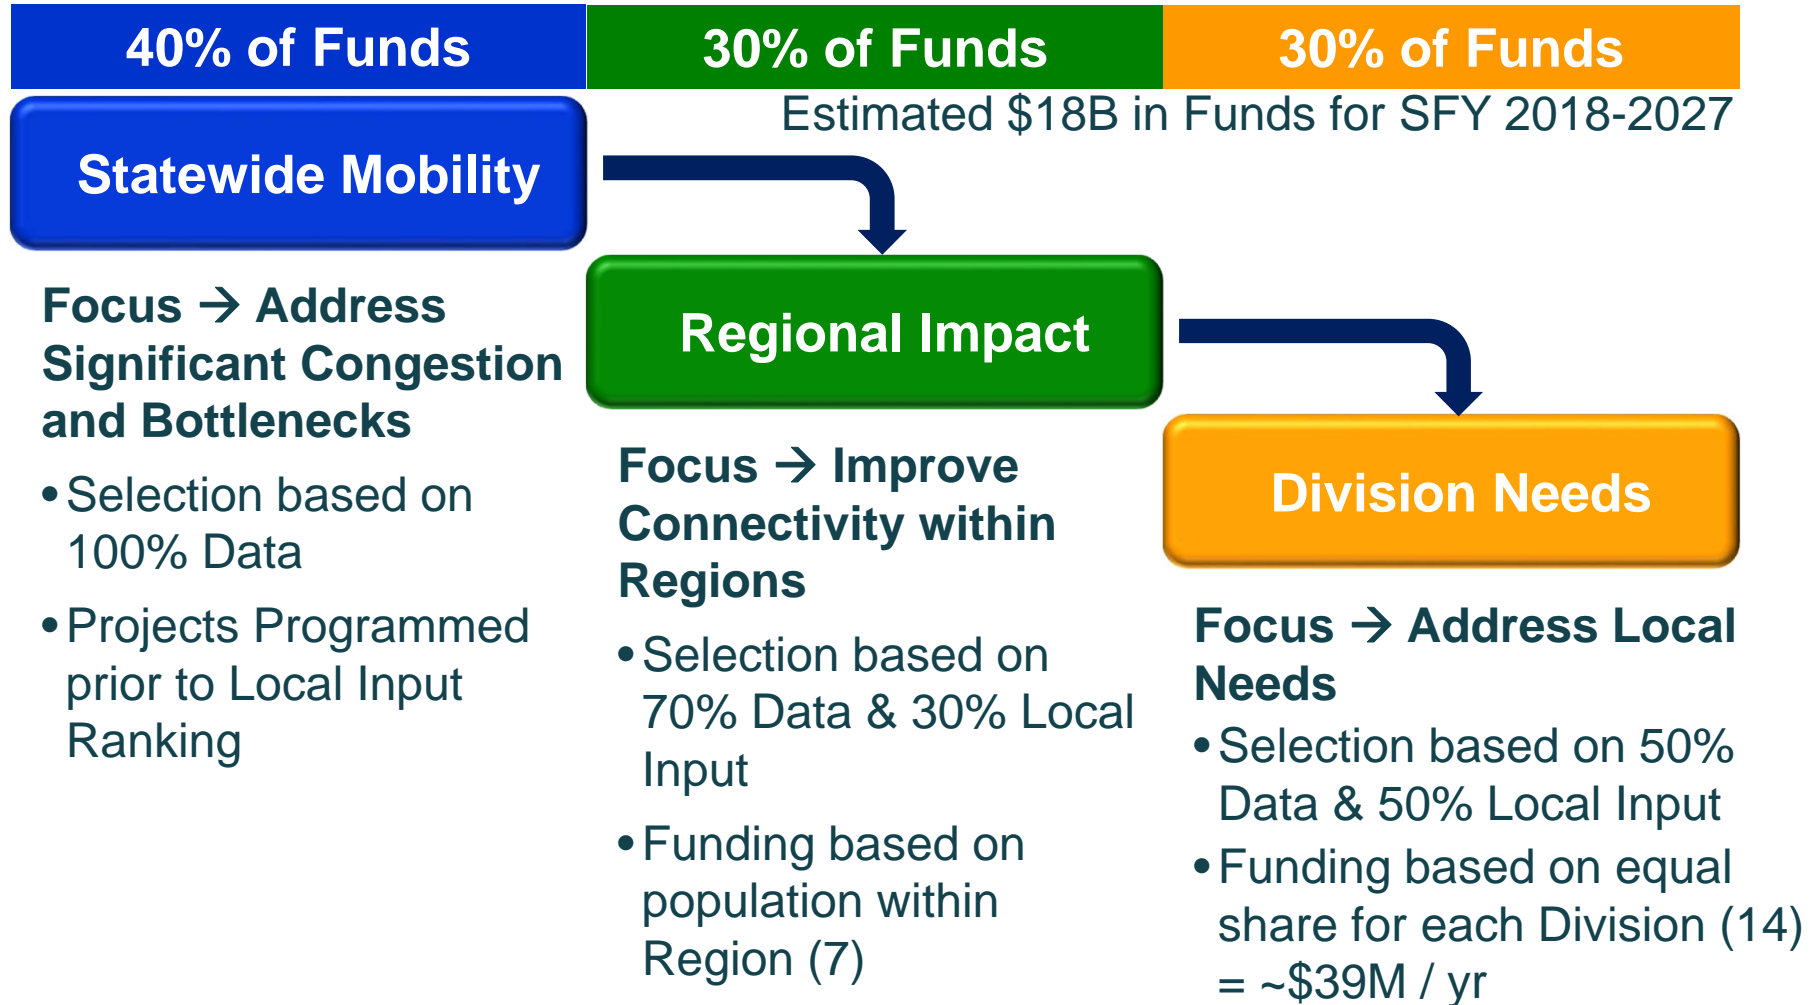 40% of Funds
30% of Funds
30% of Funds
Estimated $18B in Funds for SFY 2018-2027
Statewide Mobility
Focus → Address
Significant Congestion
and Bottlenecks
•Selection based on
100% Data
•Projects Programmed
prior to Local Input
Ranking
Regional Impact
Focus → Improve
Connectivity within
Regions
•Selection based on
70% Data & 30% Local
Input
•Funding based on
population within
Region (7)
Division Needs
Focus → Address Local
Needs
•Selection based on 50%
Data & 50% Local Input
•Funding based on equal
share for each Division (14)
= ~$39M / yr